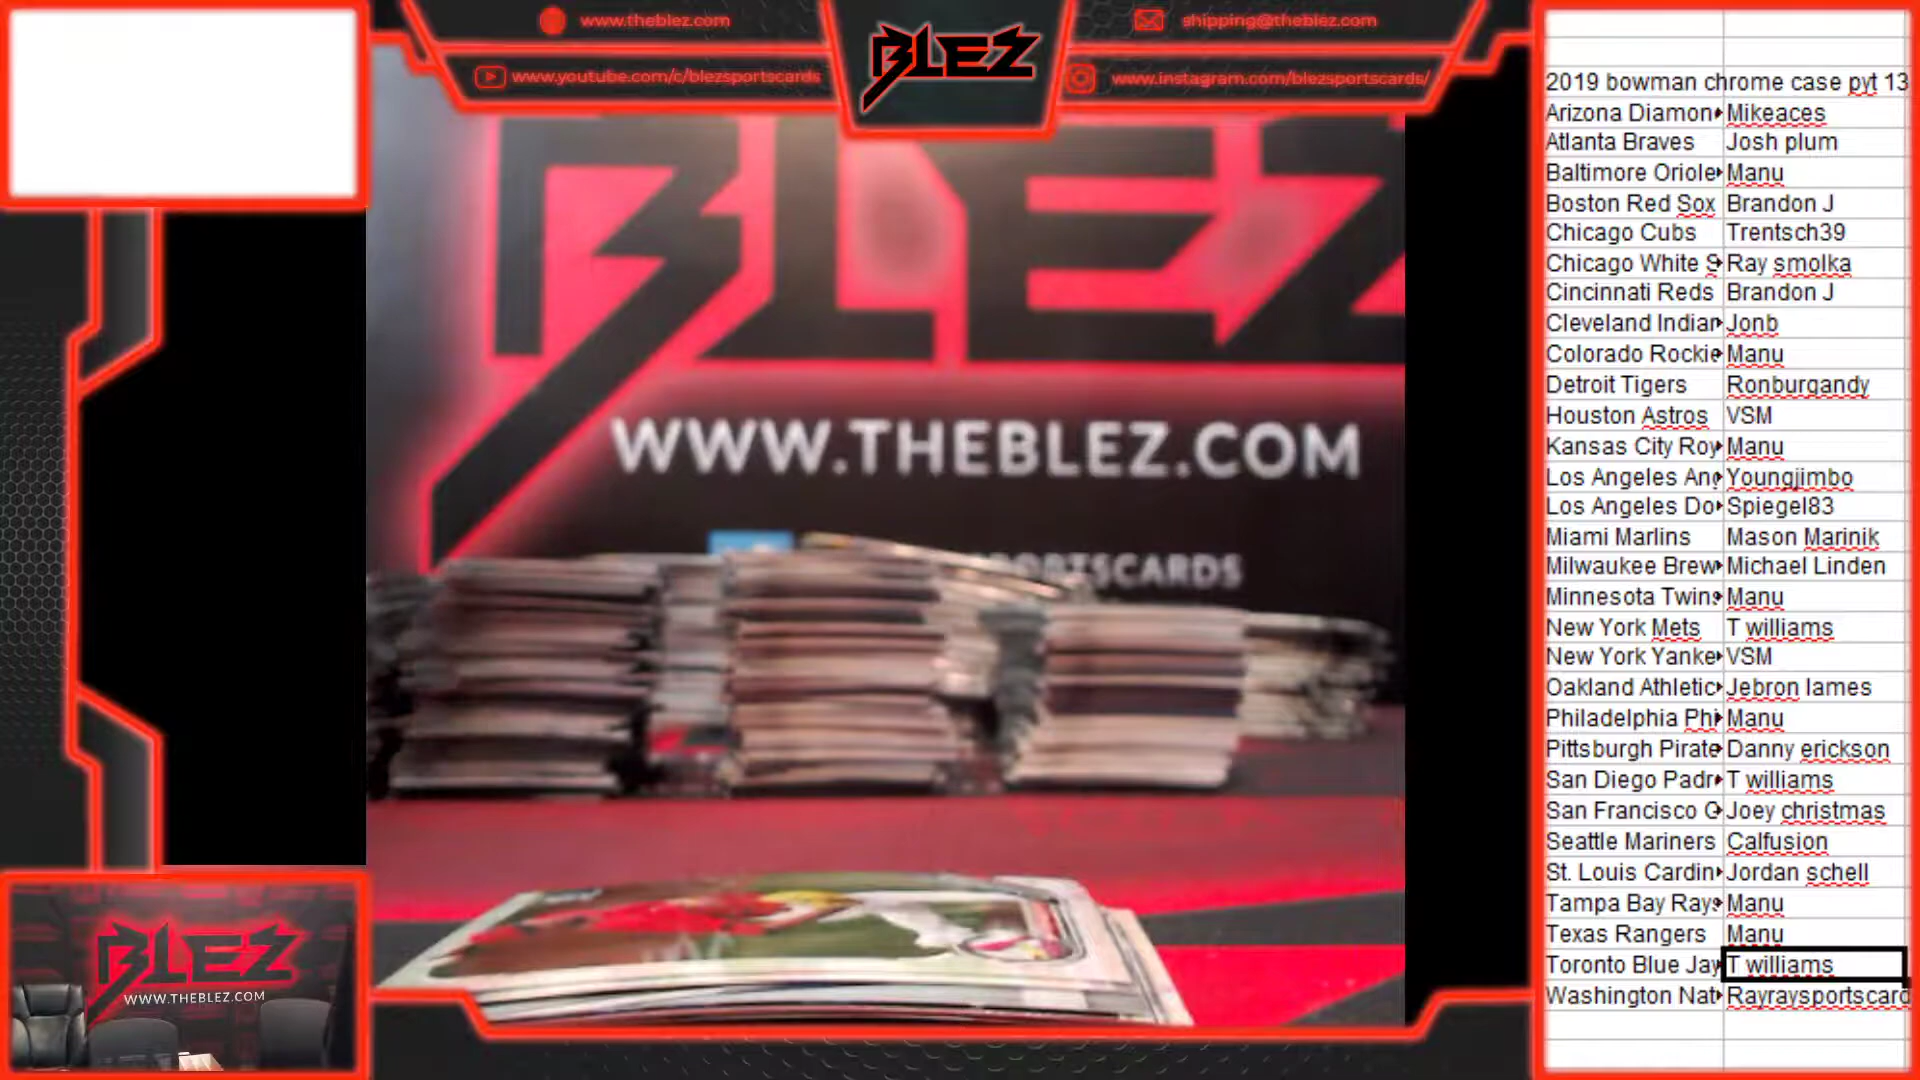 www.theblez.com
www.youtube.com/c/blezsportscards
BLEZ
shipping@theblez.com
www.instagram.com/blezsportscards/
BLEZ
WWW.THEBLEZ.COM
SPORTSCARDS
BLEZ
WWW.THEBLEZ.COM
2019 bowman chrome case pyt 13
Arizona Diamon Mikeaces
Atlanta Braves Josh plum
Baltimore Oriole Manu
Boston Red Sox Brandon J
Chicago Cubs Trentsch39
Chicago White S Ray smolka
Cincinnati Reds Brandon J
Cleveland Indian Jonb
Colorado Rockie Manu
Detroit Tigers Ronburgandy
Houston Astros VSM
Kansas City Roy Manu
Los Angeles Ang Youngjimbo
Los Angeles Do Spiegel83
Miami Marlins Mason Marinik
Milwaukee Brew Michael Linden
Minnesota Twins Manu
New York Mets T williams
New York Yanke VSM
Oakland Athletic Jebron lames
Philadelphia Phi Manu
Pittsburgh Pirate Danny erickson
San Diego Padr T williams
San Francisco G Joey christmas
Seattle Mariners Calfusion
St. Louis Cardin Jordan schell
Tampa Bay Rays Manu
Texas Rangers Manu
Toronto Blue Jay T williams
Washington Nat Rayraysportscard